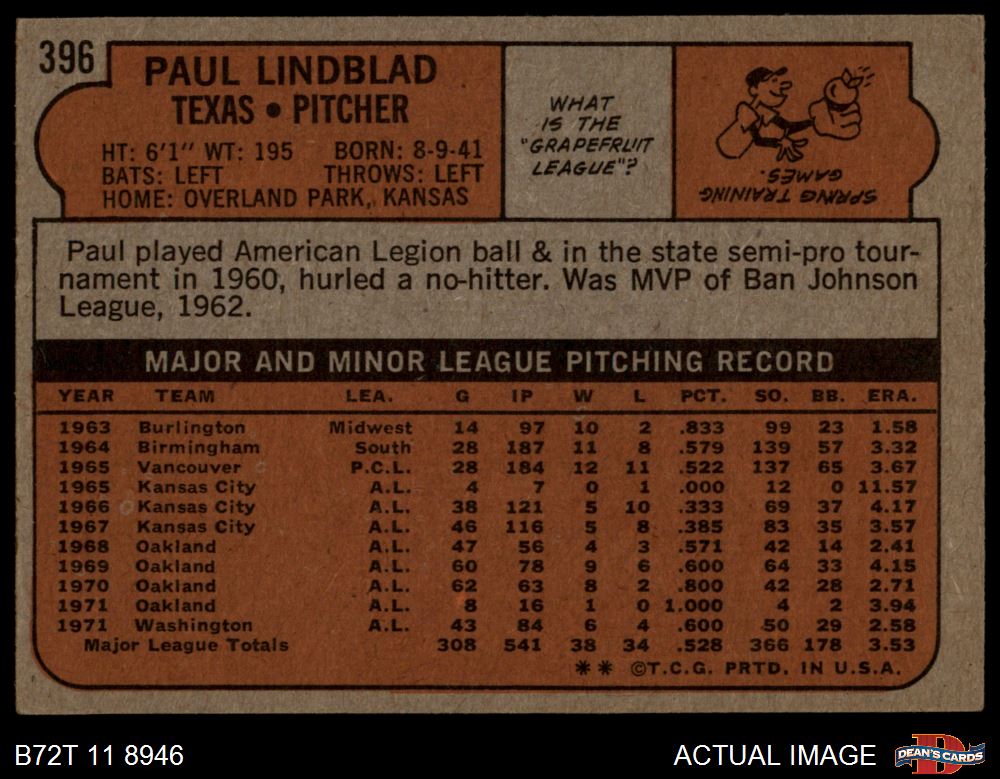 396
PAUL LINDBLAD
TEXAS • PITCHER
HT: 6'1" WT: 195 BORN: 8-9-41
BATS: LEFT THROWS: LEFT
HOME: OVERLAND PARK, KANSAS
WHAT
IS THE
"GRAPEFRUIT
LEAGUE"?
SPRING TRAINING
GAMES.
Paul played American Legion ball & in the state semi-pro tour-
nament in 1960, hurled a no-hitter. Was MVP of Ban Johnson
League, 1962.
MAJOR AND MINOR LEAGUE PITCHING RECORD
YEAR TEAM LEA. G IP W L PCT. SO. BB. ERA.
1963 Burlington Midwest 14 97 10 2 .833 99 23 1.58
1964 Birmingham South 28 187 11 8 .579 139 57 3.32
1965 Vancouver P.C.L. 28 184 12 11 .522 137 65 3.67
1965 Kansas City A.L. 4 7 0 1 .000 12 0 11.57
1966 Kansas City A.L. 38 121 5 10 .333 69 37 4.17
1967 Kansas City A.L. 46 116 5 8 .385 83 35 3.57
1968 Oakland A.L. 47 56 4 3 .571 42 14 2.41
1969 Oakland A.L. 60 78 9 6 .600 64 33 4.15
1970 Oakland A.L. 62 63 8 2 .800 42 28 2.71
1971 Oakland A.L. 8 16 1 0 1.000 4 2 3.94
1971 Washington A.L. 43 84 6 4 .600 50 29 2.58
Major League Totals 308 541 38 34 .528 366 178 3.53
** ©T.C.G. PRTD. IN U.S.A.
B72T 11 8946
ACTUAL IMAGE
DEAN'S CARDS